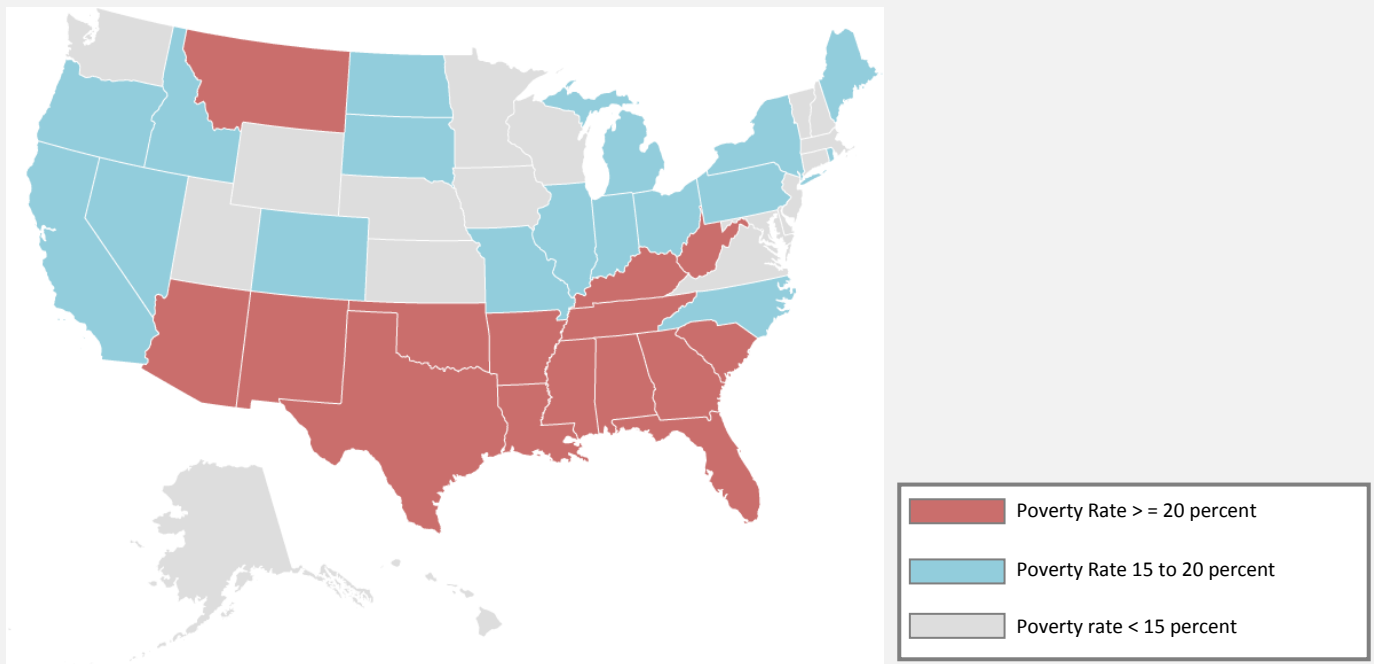 Poverty Rate > = 20 percent
Poverty Rate 15 to 20 percent
Poverty rate < 15 percent